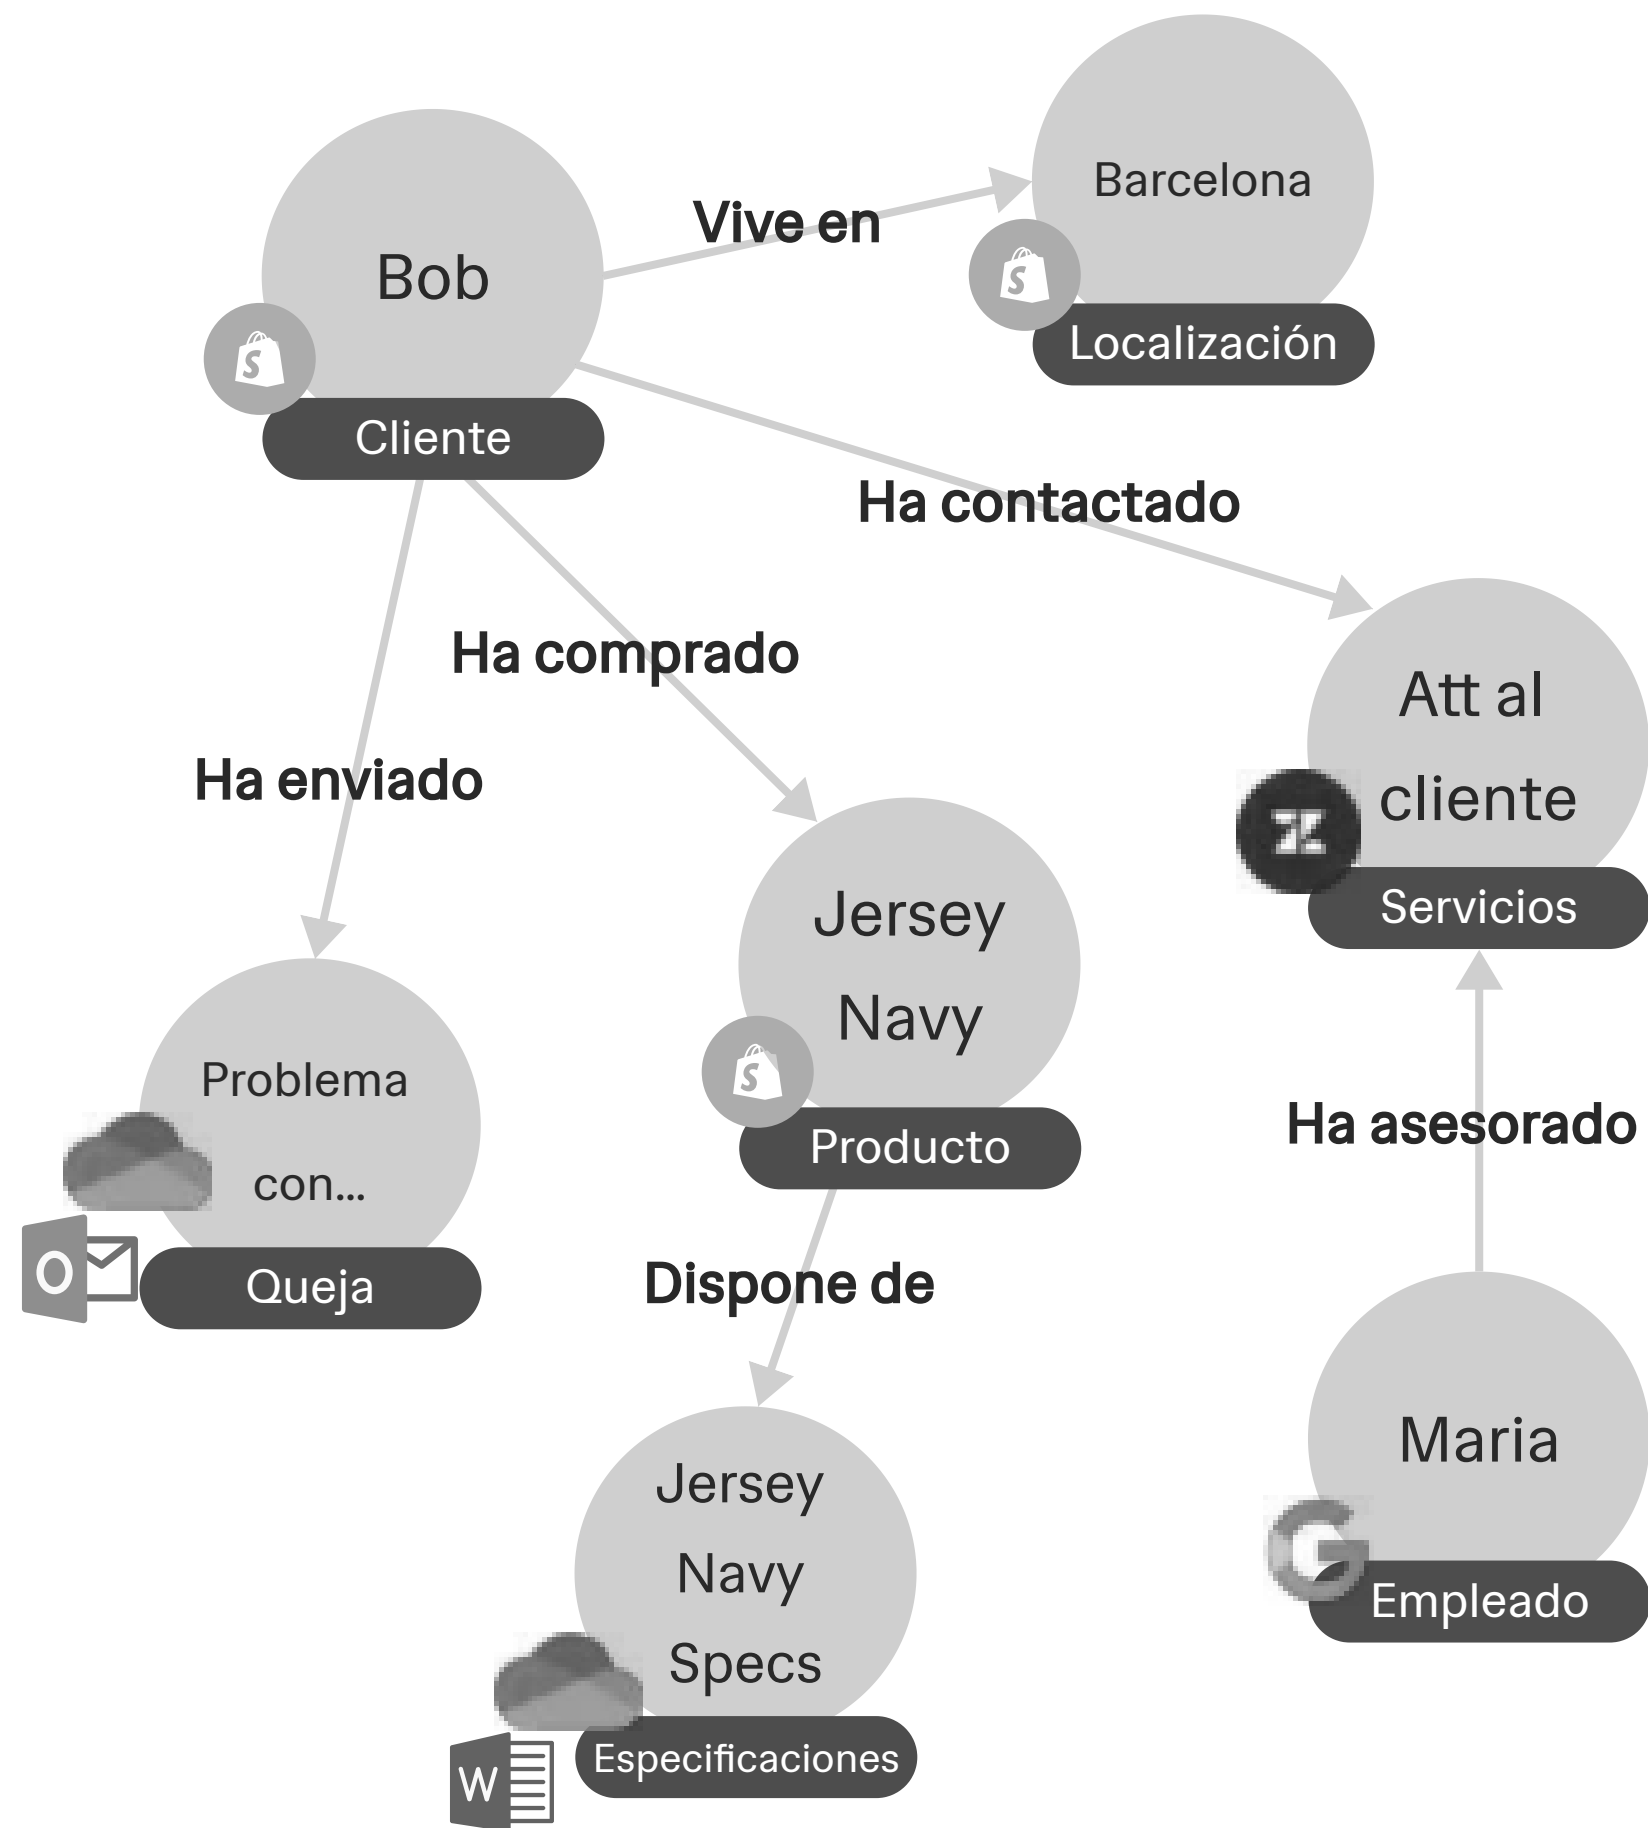 Barcelona
Vive en
Bob
Localización
Cliente
Ha contactado
Ha comprado
Att al
cliente
Ha enviado
Servicios
Jersey
Navy
Problema
con...
Producto
Ha asesorado
Queja
Dispone de
Maria
Jersey
Navy
Specs
Empleado
Especificaciones